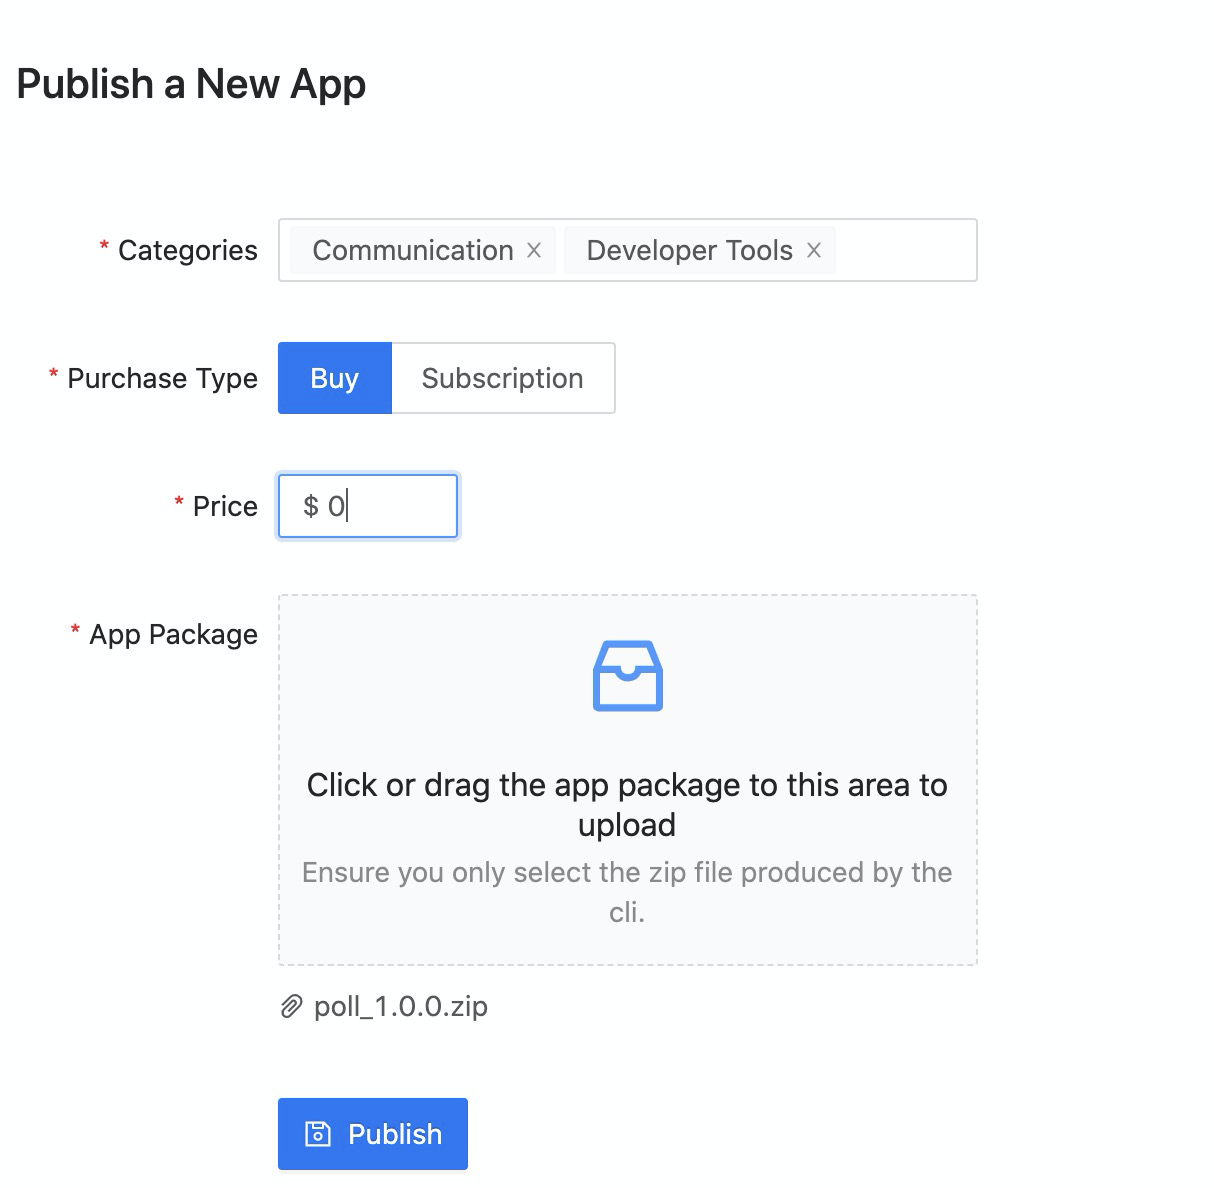 Publish a New App
* Categories Communication × Developer Tools ×
* Purchase Type Buy Subscription
* Price $ 0
* App Package
Click or drag the app package to this area to
upload
Ensure you only select the zip file produced by the
cli.
poll_1.0.0.zip
Publish